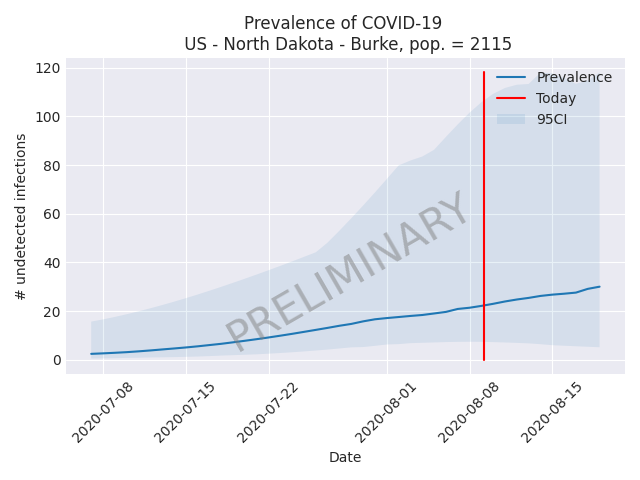 Prevalence of COVID-19
US - North Dakota - Burke, pop. = 2115
120
100
80
60
40
20
0
# undetected infections
Prevalence
Today
95CI
PRELIMINARY
2020-07-08
2020-07-15
2020-07-22
2020-08-01
2020-08-08
2020-08-15
Date